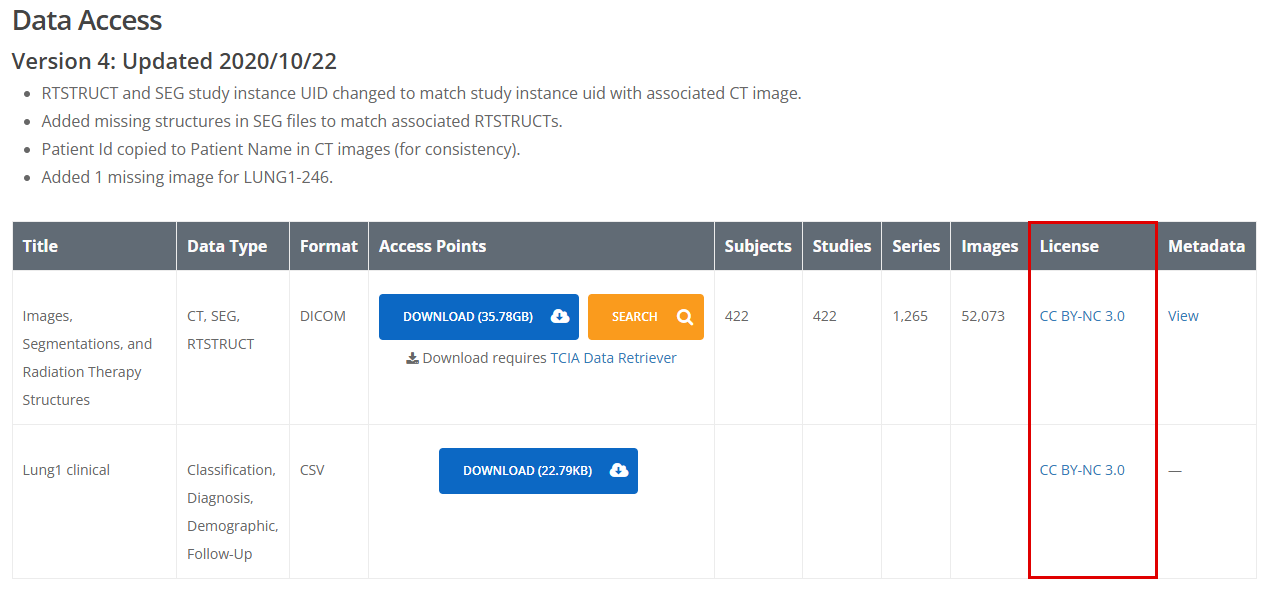 Data Access
Version 4: Updated 2020/10/22
• RTSTRUCT and SEG study instance UID changed to match study instance uid with associated CT image.
• Added missing structures in SEG files to match associated RTSTRUCTs.
• Patient Id copied to Patient Name in CT images (for consistency).
• Added 1 missing image for LUNG1-246.
Title Data Type Format Access Points Subjects Studies Series Images License Metadata
Images, CT, SEG, DICOM DOWNLOAD (35.78GB) SEARCH 422 422 1,265 52,073 CC BY-NC 3.0 View
Segmentations, and RTSTRUCT
Download requires TCIA Data Retriever
Radiation Therapy
Structures
Lung1 clinical Classification, CSV DOWNLOAD (22.79KB) CC BY-NC 3.0 —
Diagnosis,
Demographic,
Follow-Up